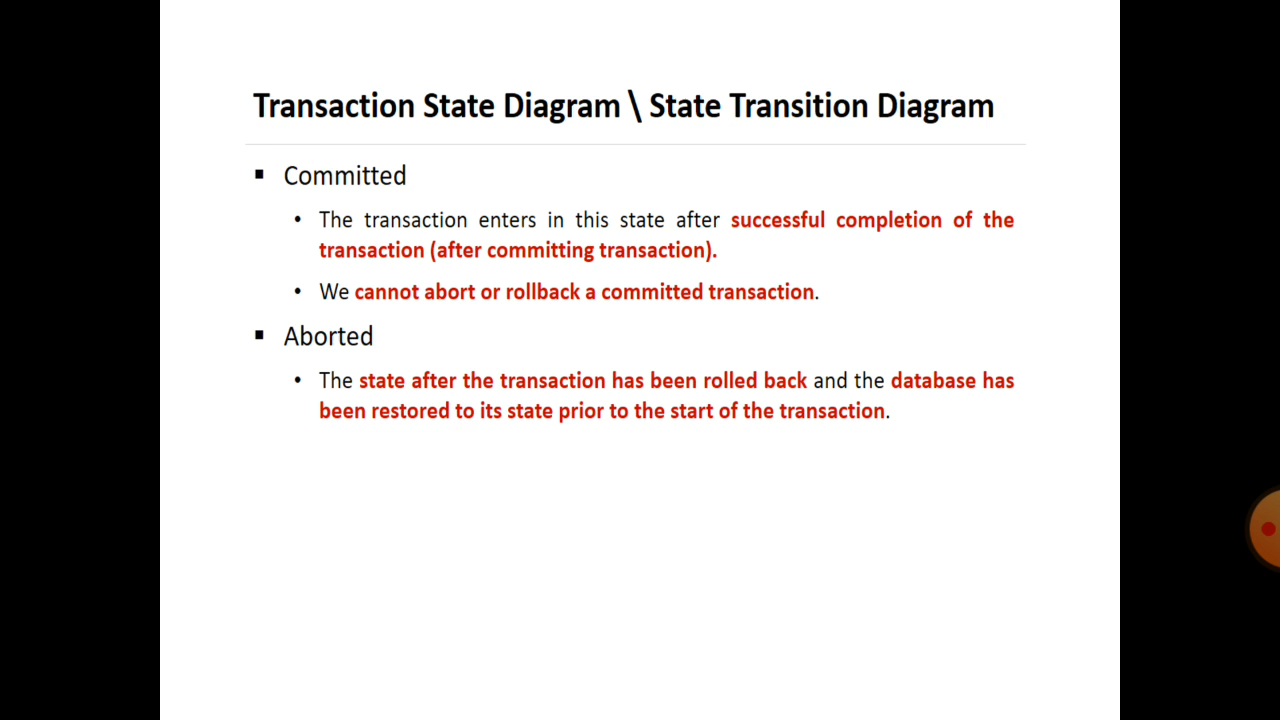 Transaction State Diagram \ State Transition Diagram
▪ Committed
• The transaction enters in this state after successful completion of the
transaction (after committing transaction).
• We cannot abort or rollback a committed transaction.
▪ Aborted
• The state after the transaction has been rolled back and the database has
been restored to its state prior to the start of the transaction.